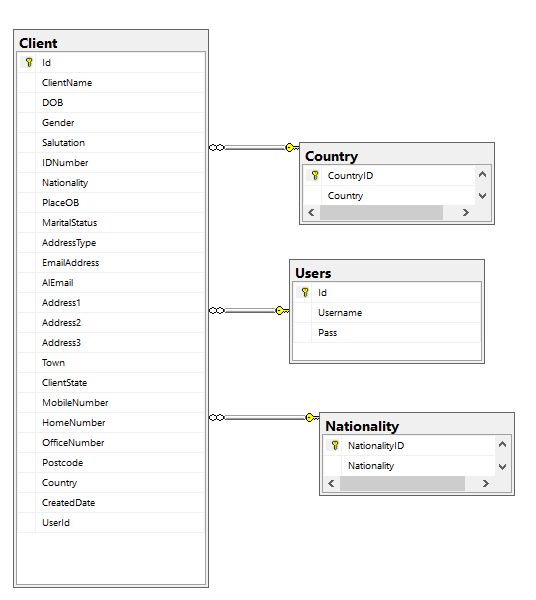 Client
Id
ClientName
DOB
Gender
Salutation
IDNumber
Nationality
PlaceOB
MaritalStatus
AddressType
EmailAddress
AIEmail
Address1
Address2
Address3
Town
ClientState
MobileNumber
HomeNumber
OfficeNumber
Postcode
Country
CreatedDate
UserId
Country
CountryID
Country
Users
Id
Username
Pass
Nationality
NationalityID
Nationality